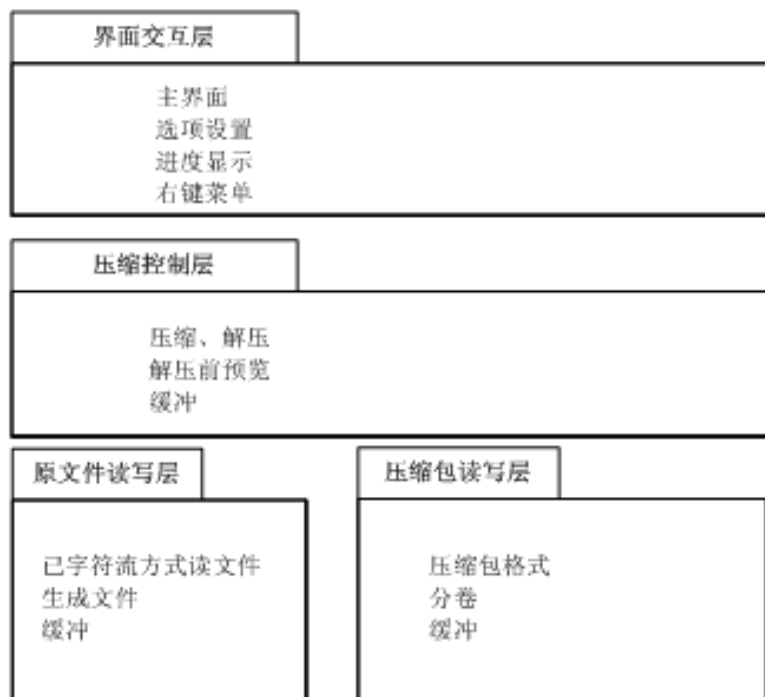 界面交互层
主界面
选项设置
进度显示
右键菜单
压缩控制层
压缩、解压
解压前预览
缓冲
原文件读写层
已字符流方式读文件
生成文件
缓冲
压缩包读写层
压缩包格式
分卷
缓冲